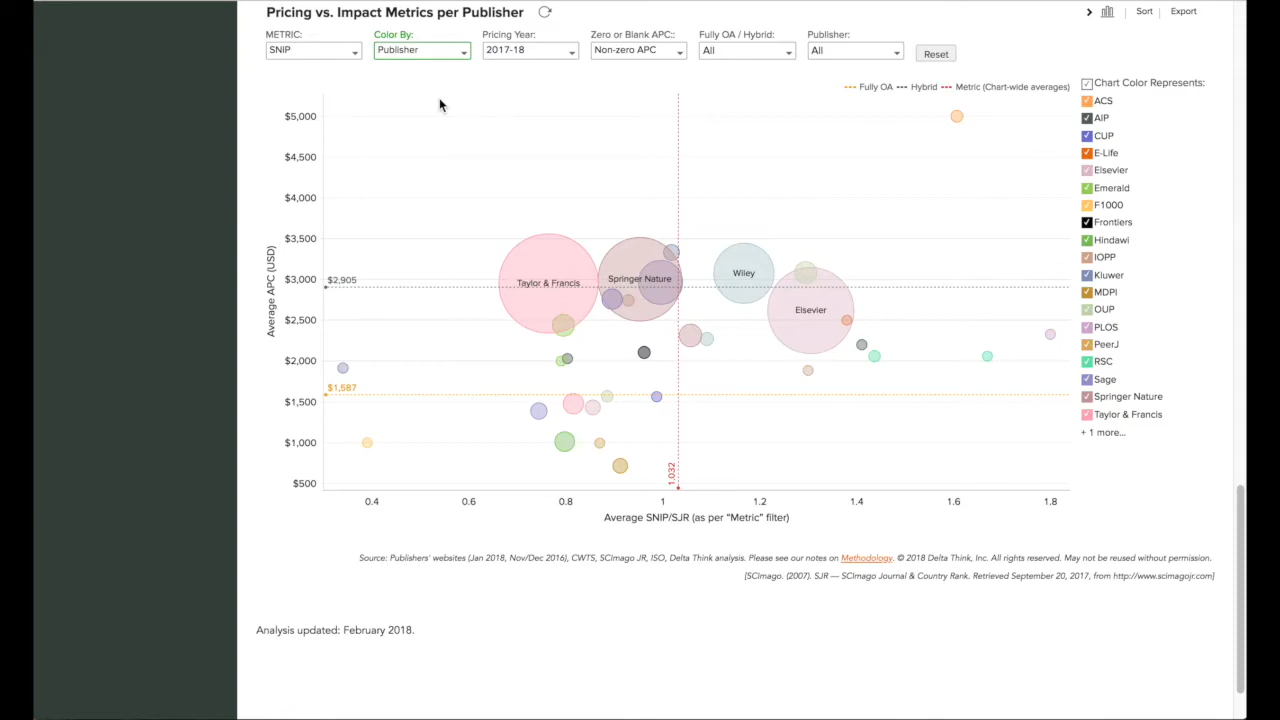 Pricing vs. Impact Metrics per Publisher
Sort
Export
METRIC:
Color By:
Pricing Year:
Zero or Blank APC::
Fully OA / Hybrid:
Publisher:
SNIP
Publisher
2017-18
Non-zero APC
All
All
Reset
Fully OA
Hybrid
Metric (Chart-wide averages)
Chart Color Represents:
ACS
AIP
CUP
E-Life
Elsevier
Emerald
F1000
Frontiers
Hindawi
IOPP
Kluwer
MDPI
OUP
PLOS
PeerJ
RSC
Sage
Springer Nature
Taylor & Francis
+ 1 more...
Average APC (USD)
$5,000
$4,500
$4,000
$3,500
$3,000
$2,500
$2,000
$1,500
$1,000
$500
$2,905
$1,587
1.032
Taylor & Francis
Springer Nature
Wiley
Elsevier
0.4
0.6
0.8
1
1.2
1.4
1.6
1.8
Average SNIP/SJR (as per "Metric" filter)
Source: Publishers' websites (Jan 2018, Nov/Dec 2016), CWTS, SCImago JR, ISO, Delta Think analysis. Please see our notes on Methodology. © 2018 Delta Think, Inc. All rights reserved. May not be reused without permission.
[SCImago. (2007). SJR — SCImago Journal & Country Rank. Retrieved September 20, 2017, from http://www.scimagojr.com]
Analysis updated: February 2018.